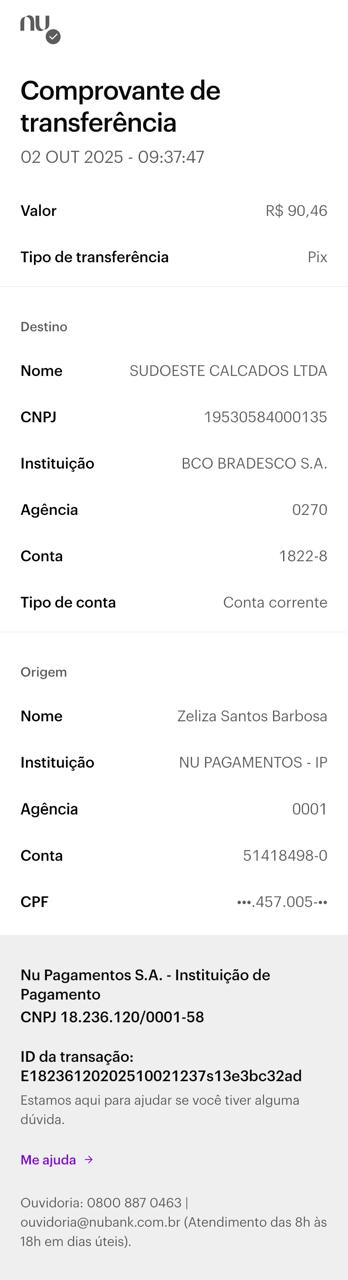 nu
Comprovante de
transferência
02 OUT 2025 - 09:37:47
Valor R$ 90,46
Tipo de transferência Pix
Destino
Nome SUDOESTE CALCADOS LTDA
CNPJ 19530584000135
Instituição BCO BRADESCO S.A.
Agência 0270
Conta 1822-8
Tipo de conta Conta corrente
Origem
Nome Zeliza Santos Barbosa
Instituição NU PAGAMENTOS - IP
Agência 0001
Conta 51418498-0
CPF •••.457.005-••
Nu Pagamentos S.A. - Instituição de
Pagamento
CNPJ 18.236.120/0001-58
ID da transação:
E18236120202510021237s13e3bc32ad
Estamos aqui para ajudar se você tiver alguma
dúvida.
Me ajuda →
Ouvidoria: 0800 887 0463 |
ouvidoria@nubank.com.br (Atendimento das 8h às
18h em dias úteis).